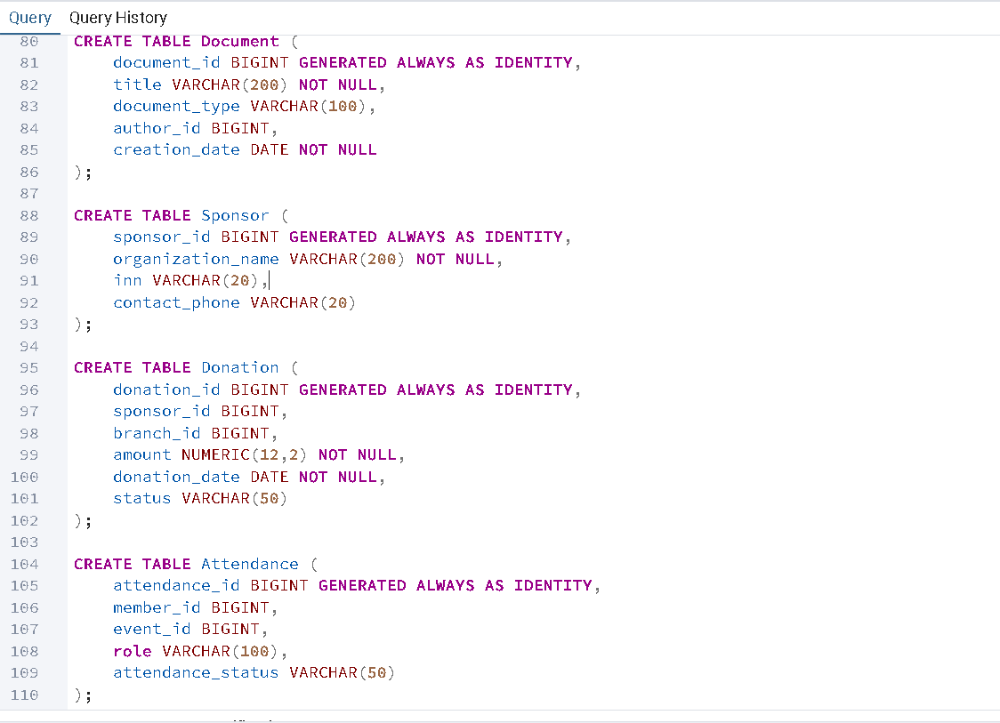 Query Query History
80 CREATE TABLE Document (
81 document_id BIGINT GENERATED ALWAYS AS IDENTITY,
82 title VARCHAR(200) NOT NULL,
83 document_type VARCHAR(100),
84 author_id BIGINT,
85 creation_date DATE NOT NULL
86 );
87
88 CREATE TABLE Sponsor (
89 sponsor_id BIGINT GENERATED ALWAYS AS IDENTITY,
90 organization_name VARCHAR(200) NOT NULL,
91 inn VARCHAR(20),
92 contact_phone VARCHAR(20)
93 );
94
95 CREATE TABLE Donation (
96 donation_id BIGINT GENERATED ALWAYS AS IDENTITY,
97 sponsor_id BIGINT,
98 branch_id BIGINT,
99 amount NUMERIC(12,2) NOT NULL,
100 donation_date DATE NOT NULL,
101 status VARCHAR(50)
102 );
103
104 CREATE TABLE Attendance (
105 attendance_id BIGINT GENERATED ALWAYS AS IDENTITY,
106 member_id BIGINT,
107 event_id BIGINT,
108 role VARCHAR(100),
109 attendance_status VARCHAR(50)
110 );